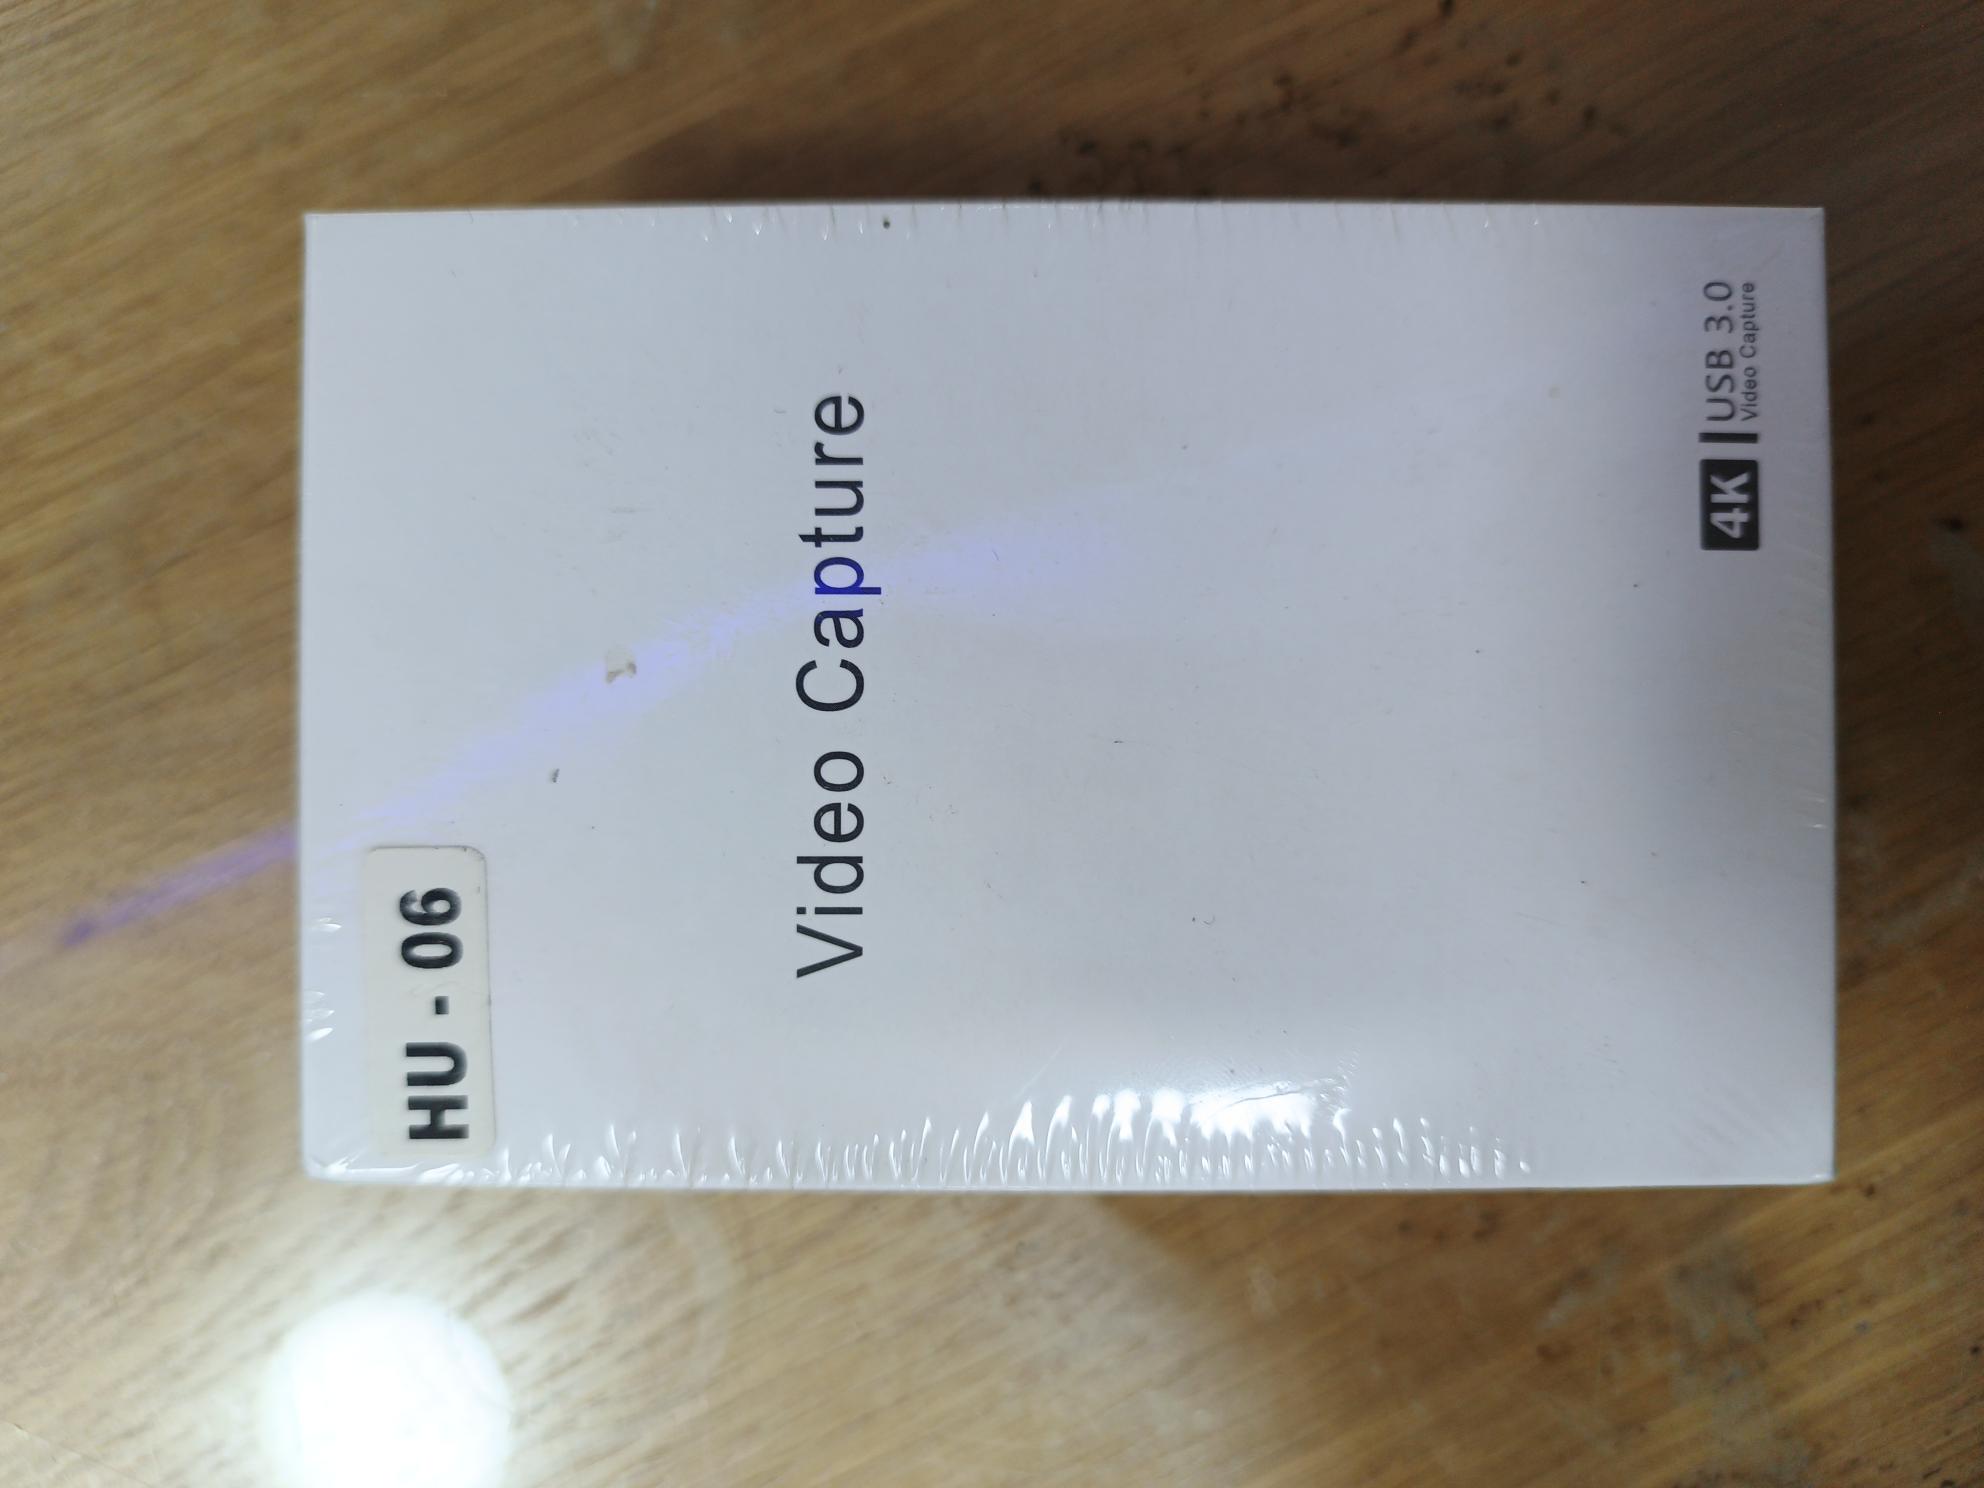 HU - 06
Video Capture
4K USB 3.0
Video Capture